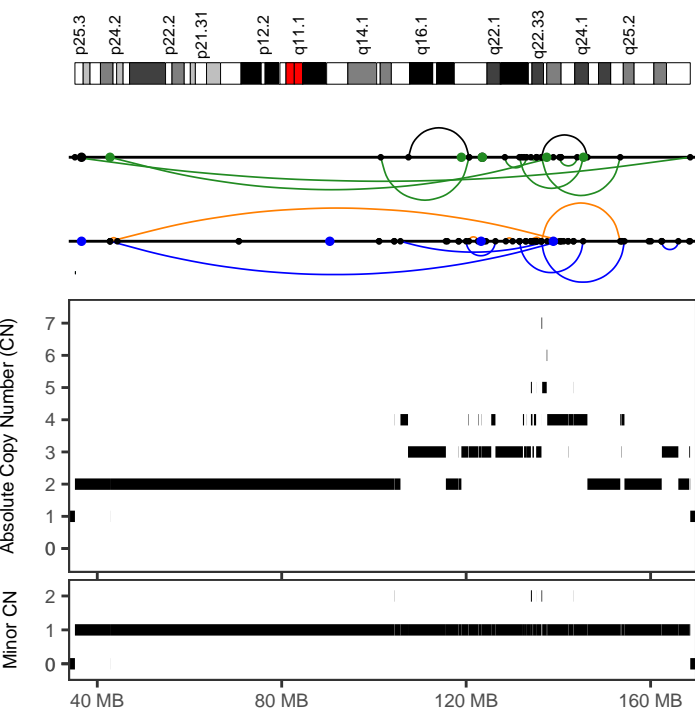 p25.3 p24.2 p22.2 p21.31 p12.2 q11.1 q14.1 q16.1 q22.1 q22.33 q24.1 q25.2
Absolute Copy Number (CN)
7
6
5
4
3
2
1
0
Minor CN
2
1
0
40 MB 80 MB 120 MB 160 MB